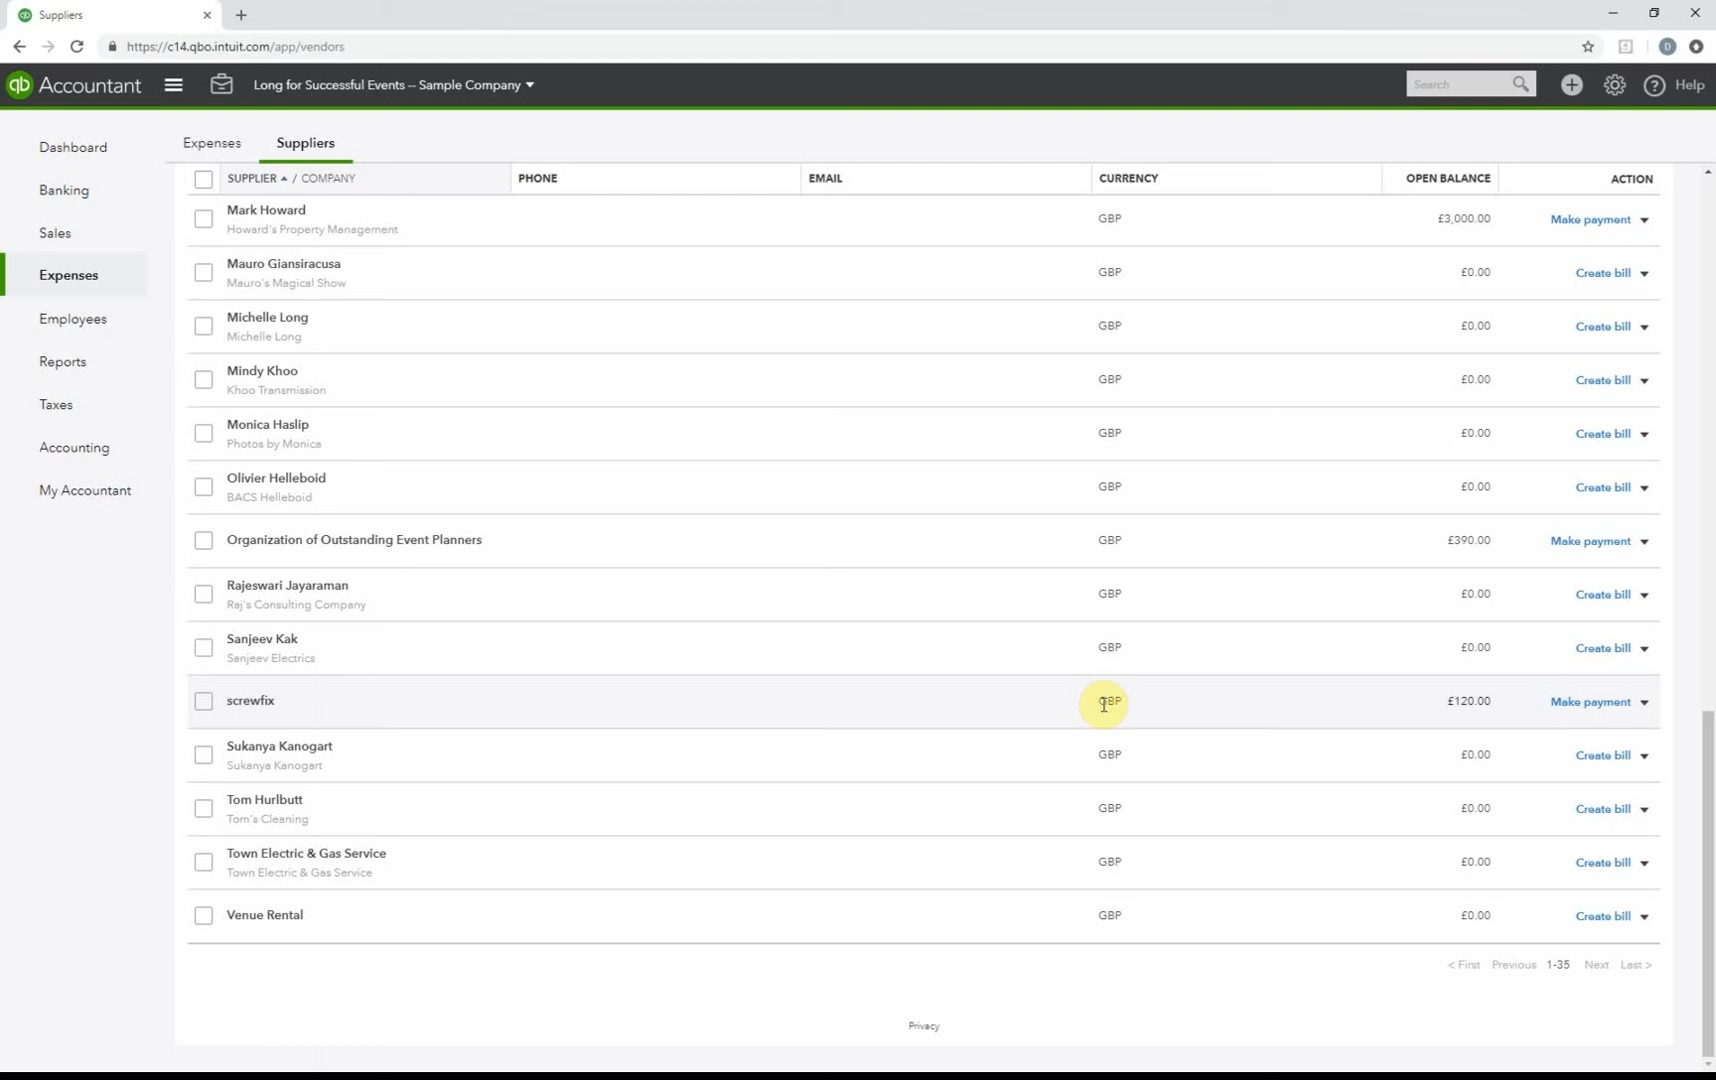 Suppliers
https://c14.qbo.intuit.com/app/vendors
D
qb Accountant
Long for Successful Events -- Sample Company
Search
Help
Dashboard
Banking
Sales
Expenses
Employees
Reports
Taxes
Accounting
My Accountant
Expenses Suppliers
SUPPLIER / COMPANY PHONE EMAIL CURRENCY OPEN BALANCE ACTION
Mark Howard
Howard's Property Management
GBP £3,000.00 Make payment
Mauro Giansiracusa
Mauro's Magical Show
GBP £0.00 Create bill
Michelle Long
Michelle Long
GBP £0.00 Create bill
Mindy Khoo
Khoo Transmission
GBP £0.00 Create bill
Monica Haslip
Photos by Monica
GBP £0.00 Create bill
Olivier Helleboid
BACS Helleboid
GBP £0.00 Create bill
Organization of Outstanding Event Planners GBP £390.00 Make payment
Rajeswari Jayaraman
Raj's Consulting Company
GBP £0.00 Create bill
Sanjeev Kak
Sanjeev Electrics
GBP £0.00 Create bill
screwfix GBP £120.00 Make payment
Sukanya Kanogart
Sukanya Kanogart
GBP £0.00 Create bill
Tom Hurlbutt
Tom's Cleaning
GBP £0.00 Create bill
Town Electric & Gas Service
Town Electric & Gas Service
GBP £0.00 Create bill
Venue Rental GBP £0.00 Create bill
< First Previous 1-35 Next Last >
Privacy